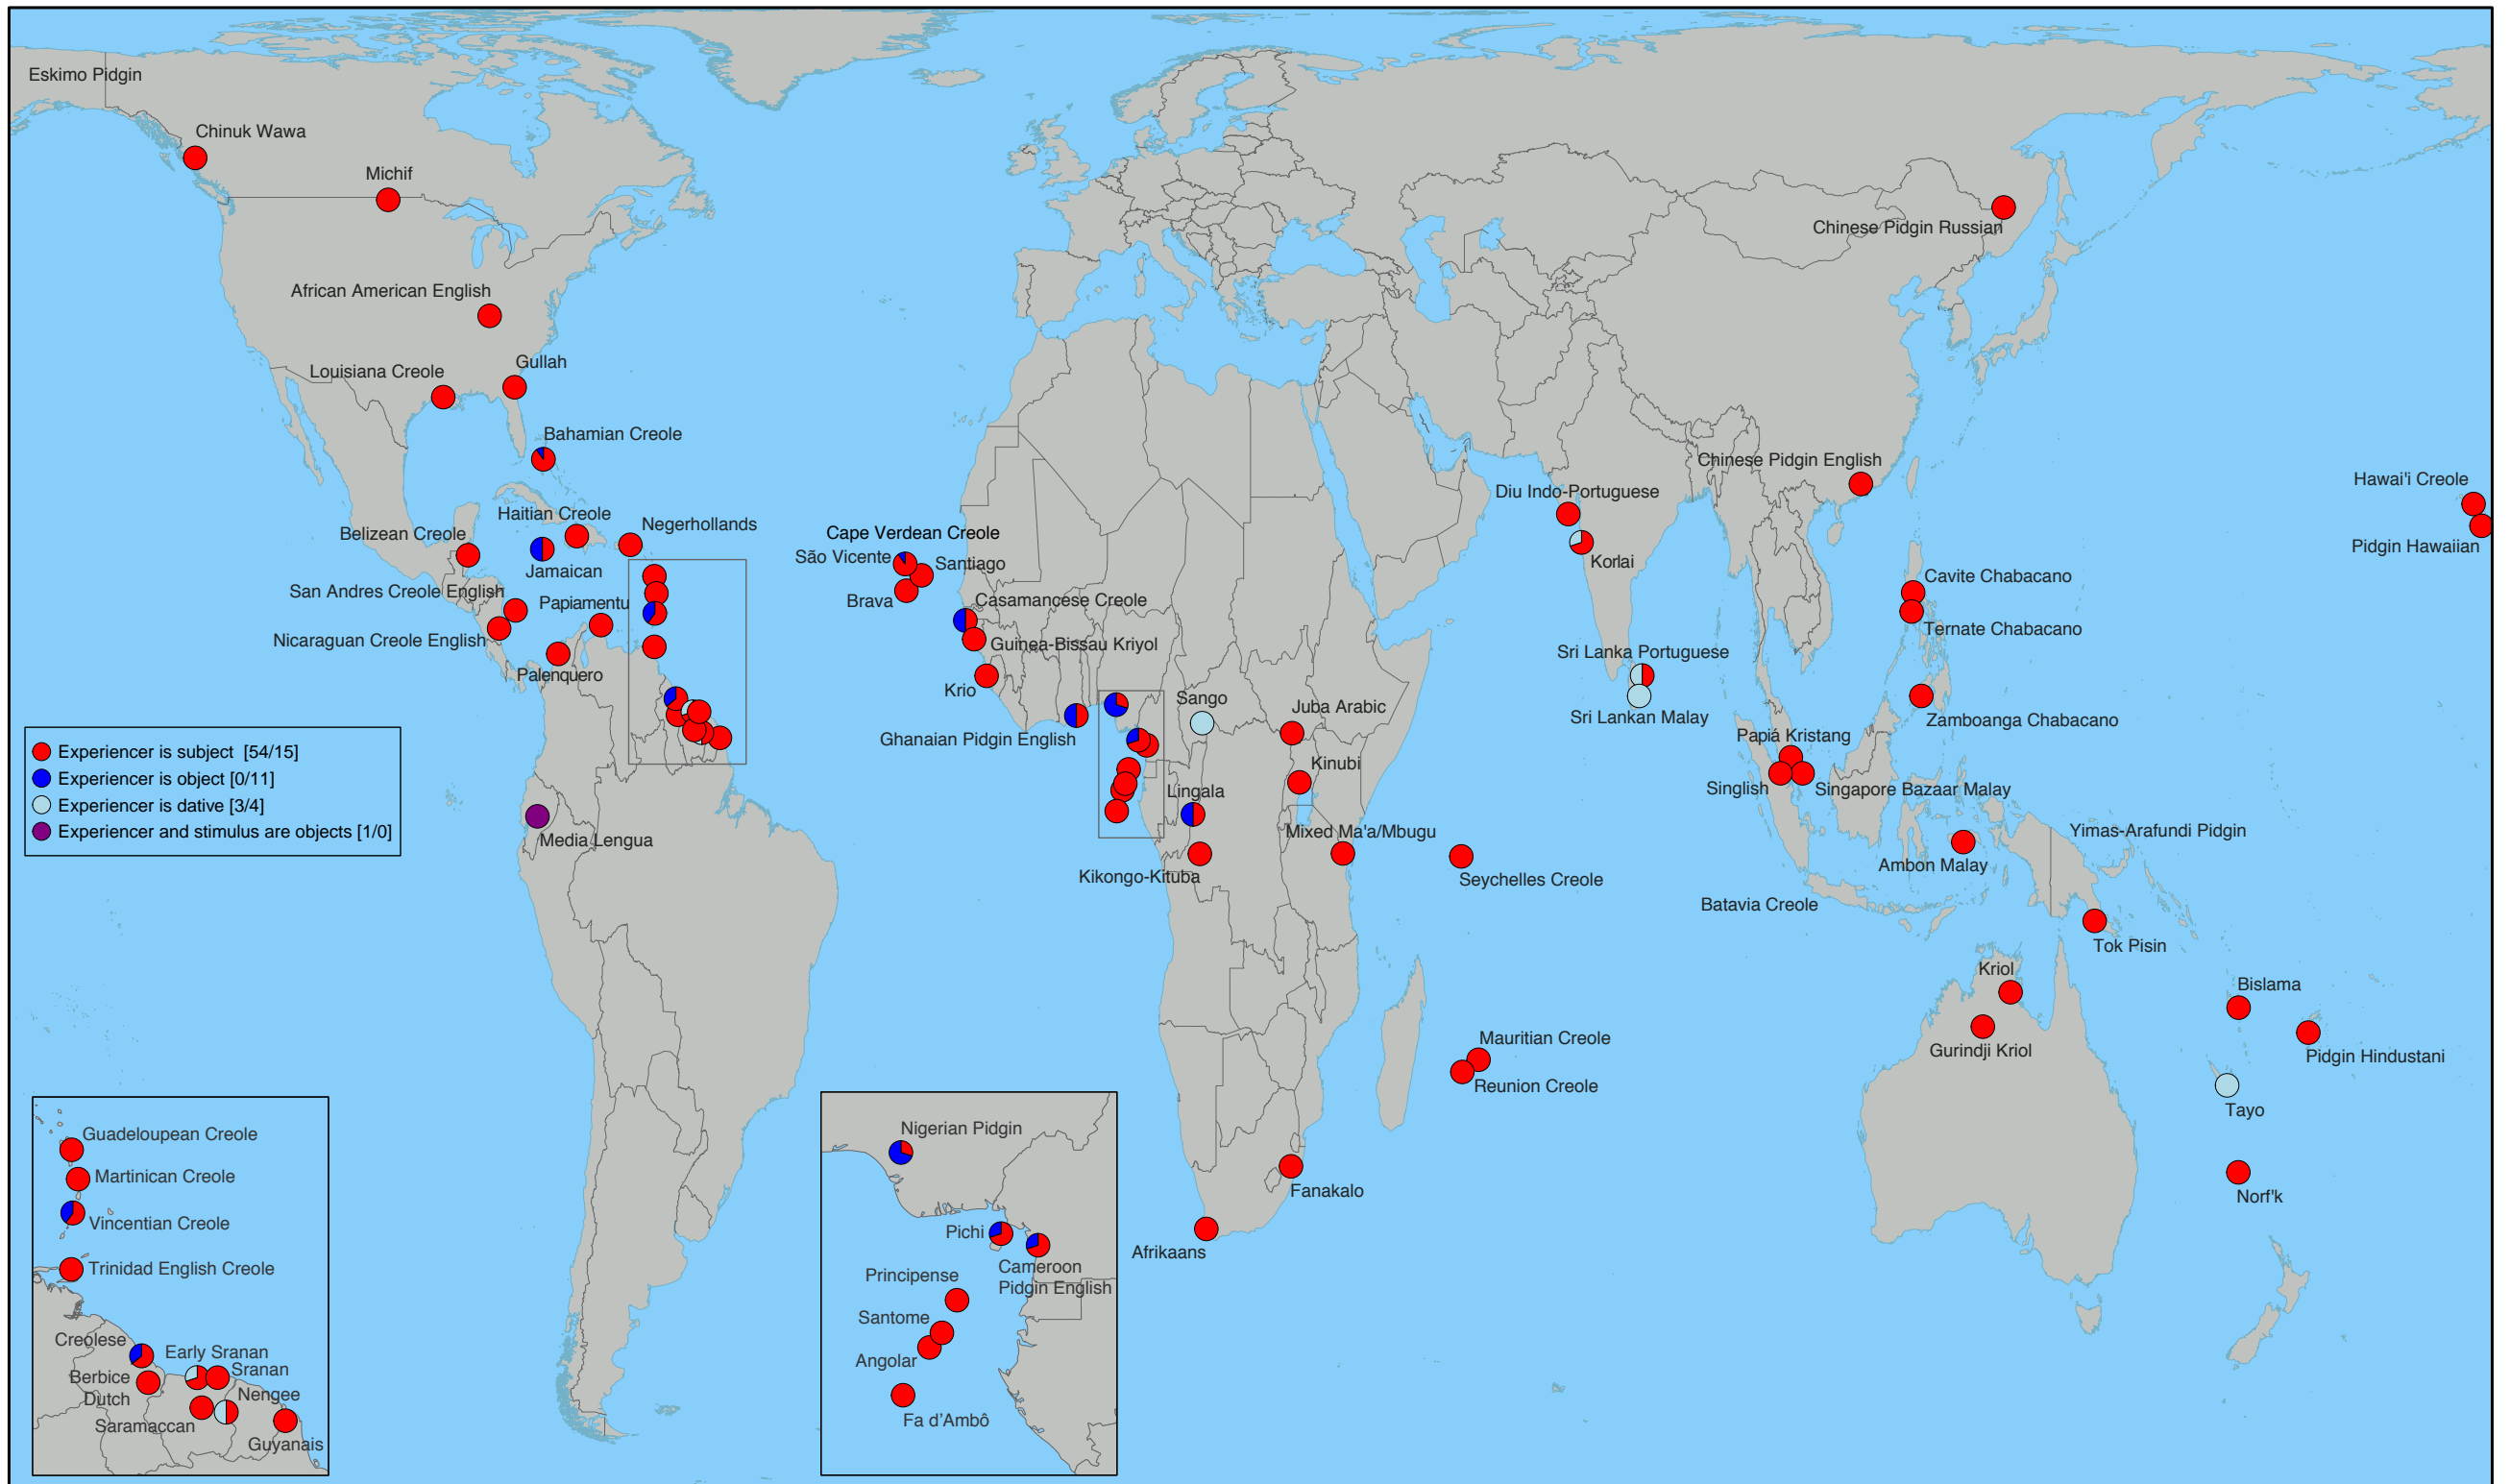 Eskimo Pidgin
Chinuk Wawa
Michif
Chinese Pidgin Russian
African American English
Gullah
Louisiana Creole
Bahamian Creole
Chinese Pidgin English
Hawai'i Creole
Diu Indo-Portuguese
Haitian Creole
Negerhollands
Belizean Creole
Cape Verdean Creole
São Vicente
Santiago
Pidgin Hawaiian
Korlai
Jamaican
Cavite Chabacano
San Andres Creole English
Papiamentu
Brava
Casamancese Creole
Ternate Chabacano
Nicaraguan Creole English
Guinea-Bissau Kriyol
Sri Lanka Portuguese
Palenquero
Krio
Sango
Juba Arabic
Sri Lankan Malay
Zamboanga Chabacano
Ghanaian Pidgin English
Papiá Kristang
Experiencer is subject [54/15]
Experiencer is object [0/11]
Experiencer is dative [3/4]
Experiencer and stimulus are objects [1/0]
Kinubi
Lingala
Singlish
Singapore Bazaar Malay
Media Lengua
Mixed Ma'a/Mbugu
Yimas-Arafundi Pidgin
Ambon Malay
Kikongo-Kituba
Seychelles Creole
Batavia Creole
Tok Pisin
Kriol
Bislama
Gurindji Kriol
Mauritian Creole
Pidgin Hindustani
Reunion Creole
Tayo
Fanakalo
Norf'k
Afrikaans
Guadeloupean Creole
Martinican Creole
Vincentian Creole
Trinidad English Creole
Creolese
Early Sranan
Sranan
Berbice
Dutch
Nengee
Saramaccan
Guyanais
Nigerian Pidgin
Pichi
Cameroon
Pidgin English
Principense
Santome
Angolar
Fa d’Ambô